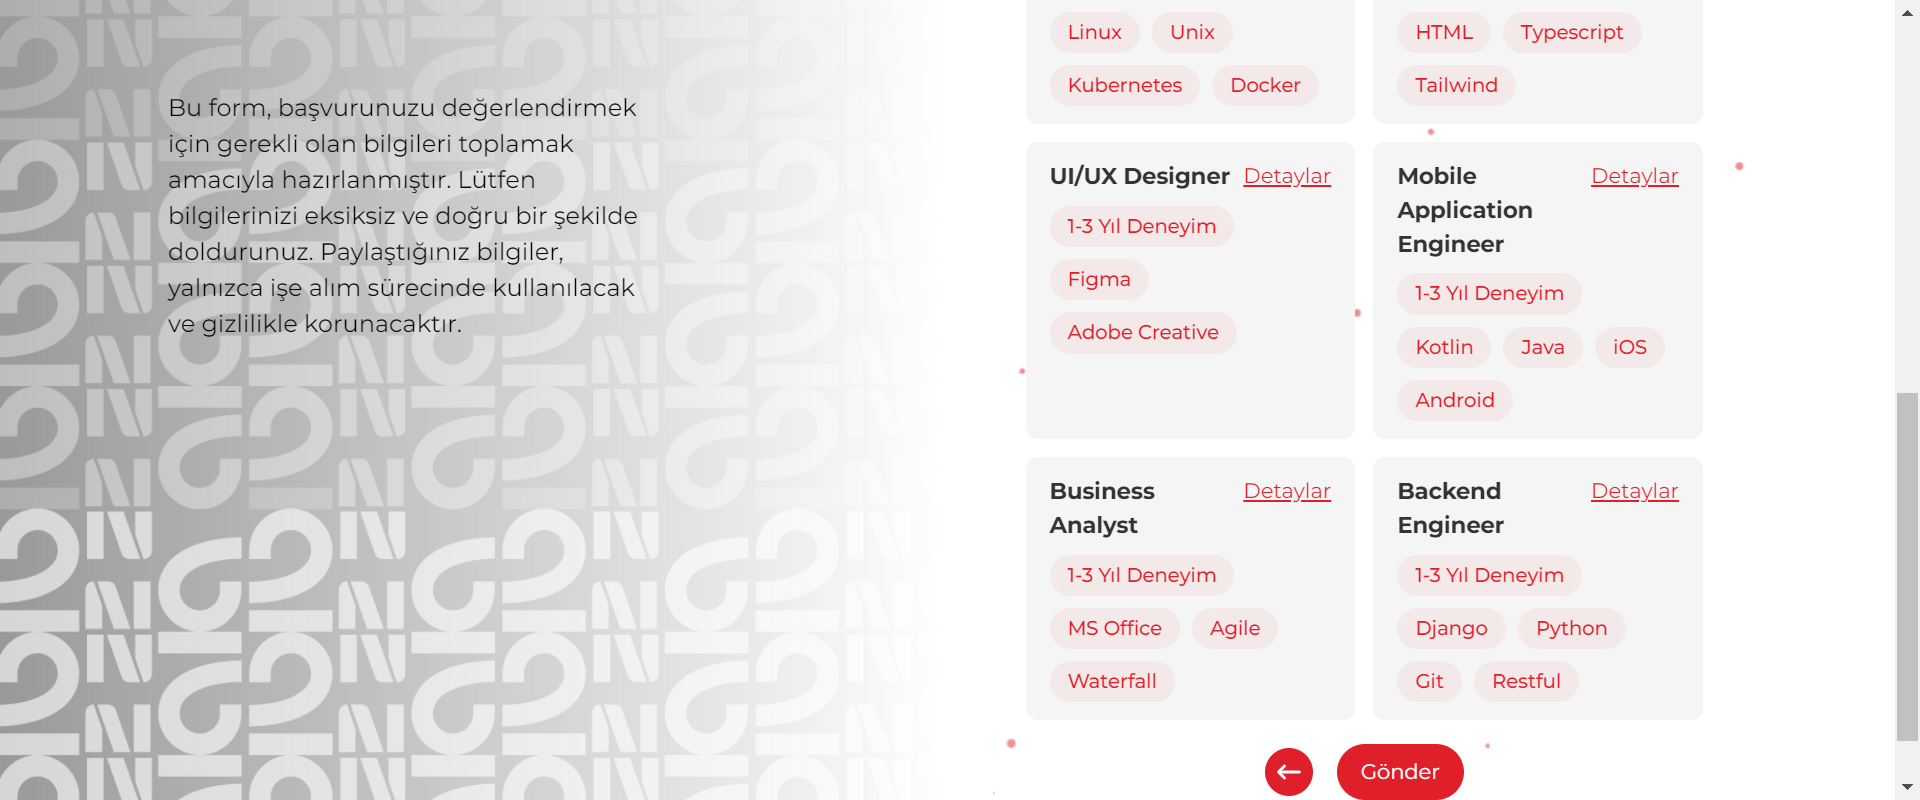 Bu form, başvurunuzu değerlendirmek
için gerekli olan bilgileri toplamak
amacıyla hazırlanmıştır. Lütfen
bilgilerinizi eksiksiz ve doğru bir şekilde
doldurunuz. Paylaştığınız bilgiler,
yalnızca işe alım sürecinde kullanılacak
ve gizlilikle korunacaktır.
Linux Unix
Kubernetes Docker
HTML Typescript
Tailwind
UI/UX Designer Detaylar
1-3 Yıl Deneyim
Figma
Adobe Creative
Mobile Detaylar
Application
Engineer
1-3 Yıl Deneyim
Kotlin Java iOS
Android
Business Detaylar
Analyst
1-3 Yıl Deneyim
MS Office Agile
Waterfall
Backend Detaylar
Engineer
1-3 Yıl Deneyim
Django Python
Git Restful
Gönder